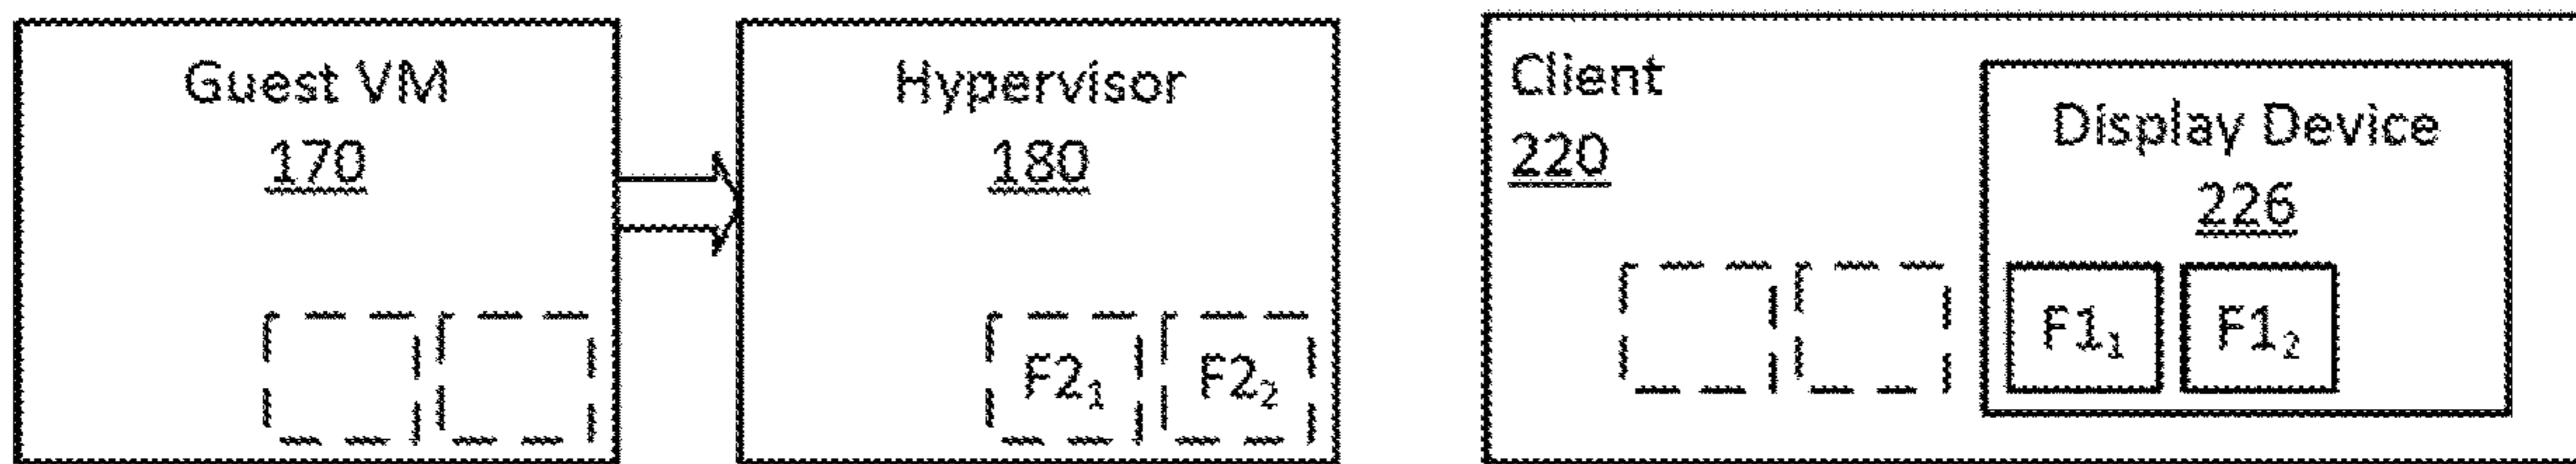 Guest VM
170
Hypervisor
180
F2₁ F2₂
Client
220
Display Device
226
F1₁ F1₂